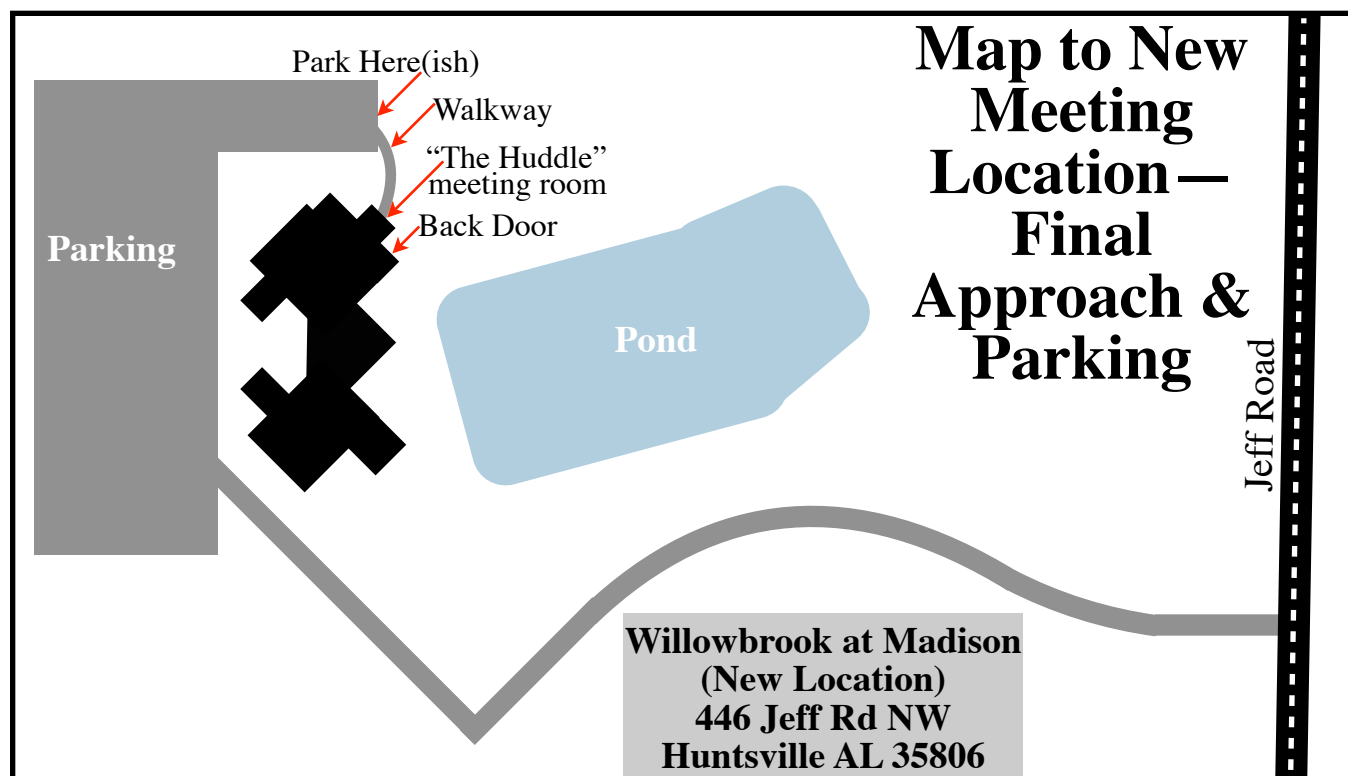 Map to New
Meeting
Location—
Final
Approach &
Parking
Park Here(ish)
Walkway
“The Huddle”
meeting room
Back Door
Parking
Pond
Jeff Road
Willowbrook at Madison
(New Location)
446 Jeff Rd NW
Huntsville AL 35806